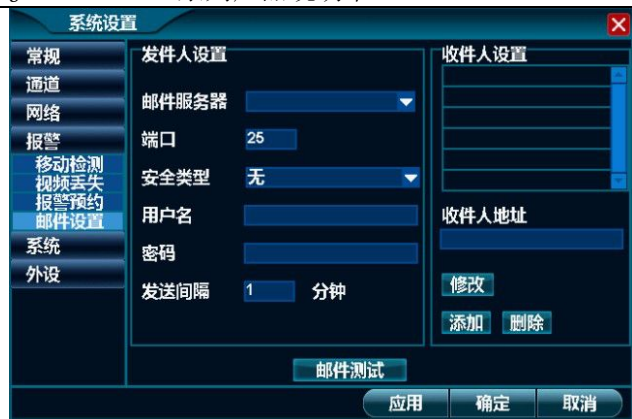 系统设置
常规
通道
网络
报警
移动检测
视频丢失
报警预约
邮件设置
系统
外设
发件人设置
邮件服务器
端口 25
安全类型 无
用户名
密码
发送间隔 1 分钟
收件人设置
收件人地址
修改
添加 删除
邮件测试
应用 确定 取消